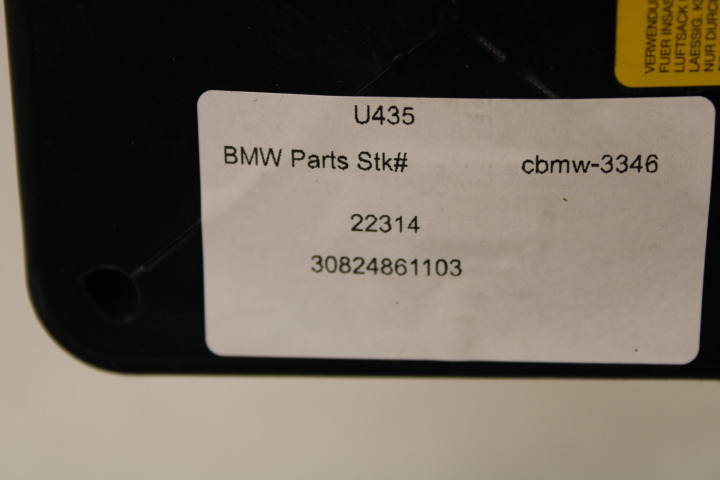 U435
BMW Parts Stk# cbmw-3346
22314
30824861103
VERWENDU
FUER INSAS
LUFTSACK
LAESSIG. K
NUR DURC